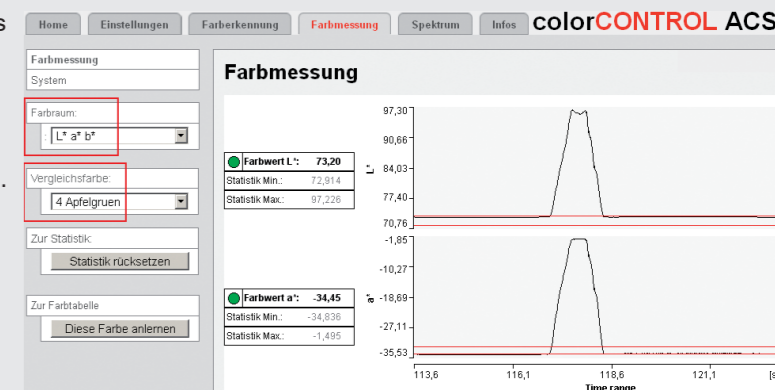 s
Home Einstellungen Farberkennung Farbmessung Spektrum Infos colorCONTROL ACS
Farbmessung
System
Farbraum:
: L* a* b*
Vergleichsfarbe:
4 Apfelgruen
.
Zur Statistik:
Statistik rücksetzen
Zur Farbtabelle
Diese Farbe anlernen
Farbmessung
Farbwert L*: 73,20
Statistik Min.: 72,914
Statistik Max.: 97,226
L*
97,30
90,66
84,03
77,40
70,76
Farbwert a*: -34,45
Statistik Min.: -34,836
Statistik Max.: -1,495
a*
-1,85
-10,27
-18,69
-27,11
-35,53
113,6 116,1 118,6 121,1
Time range